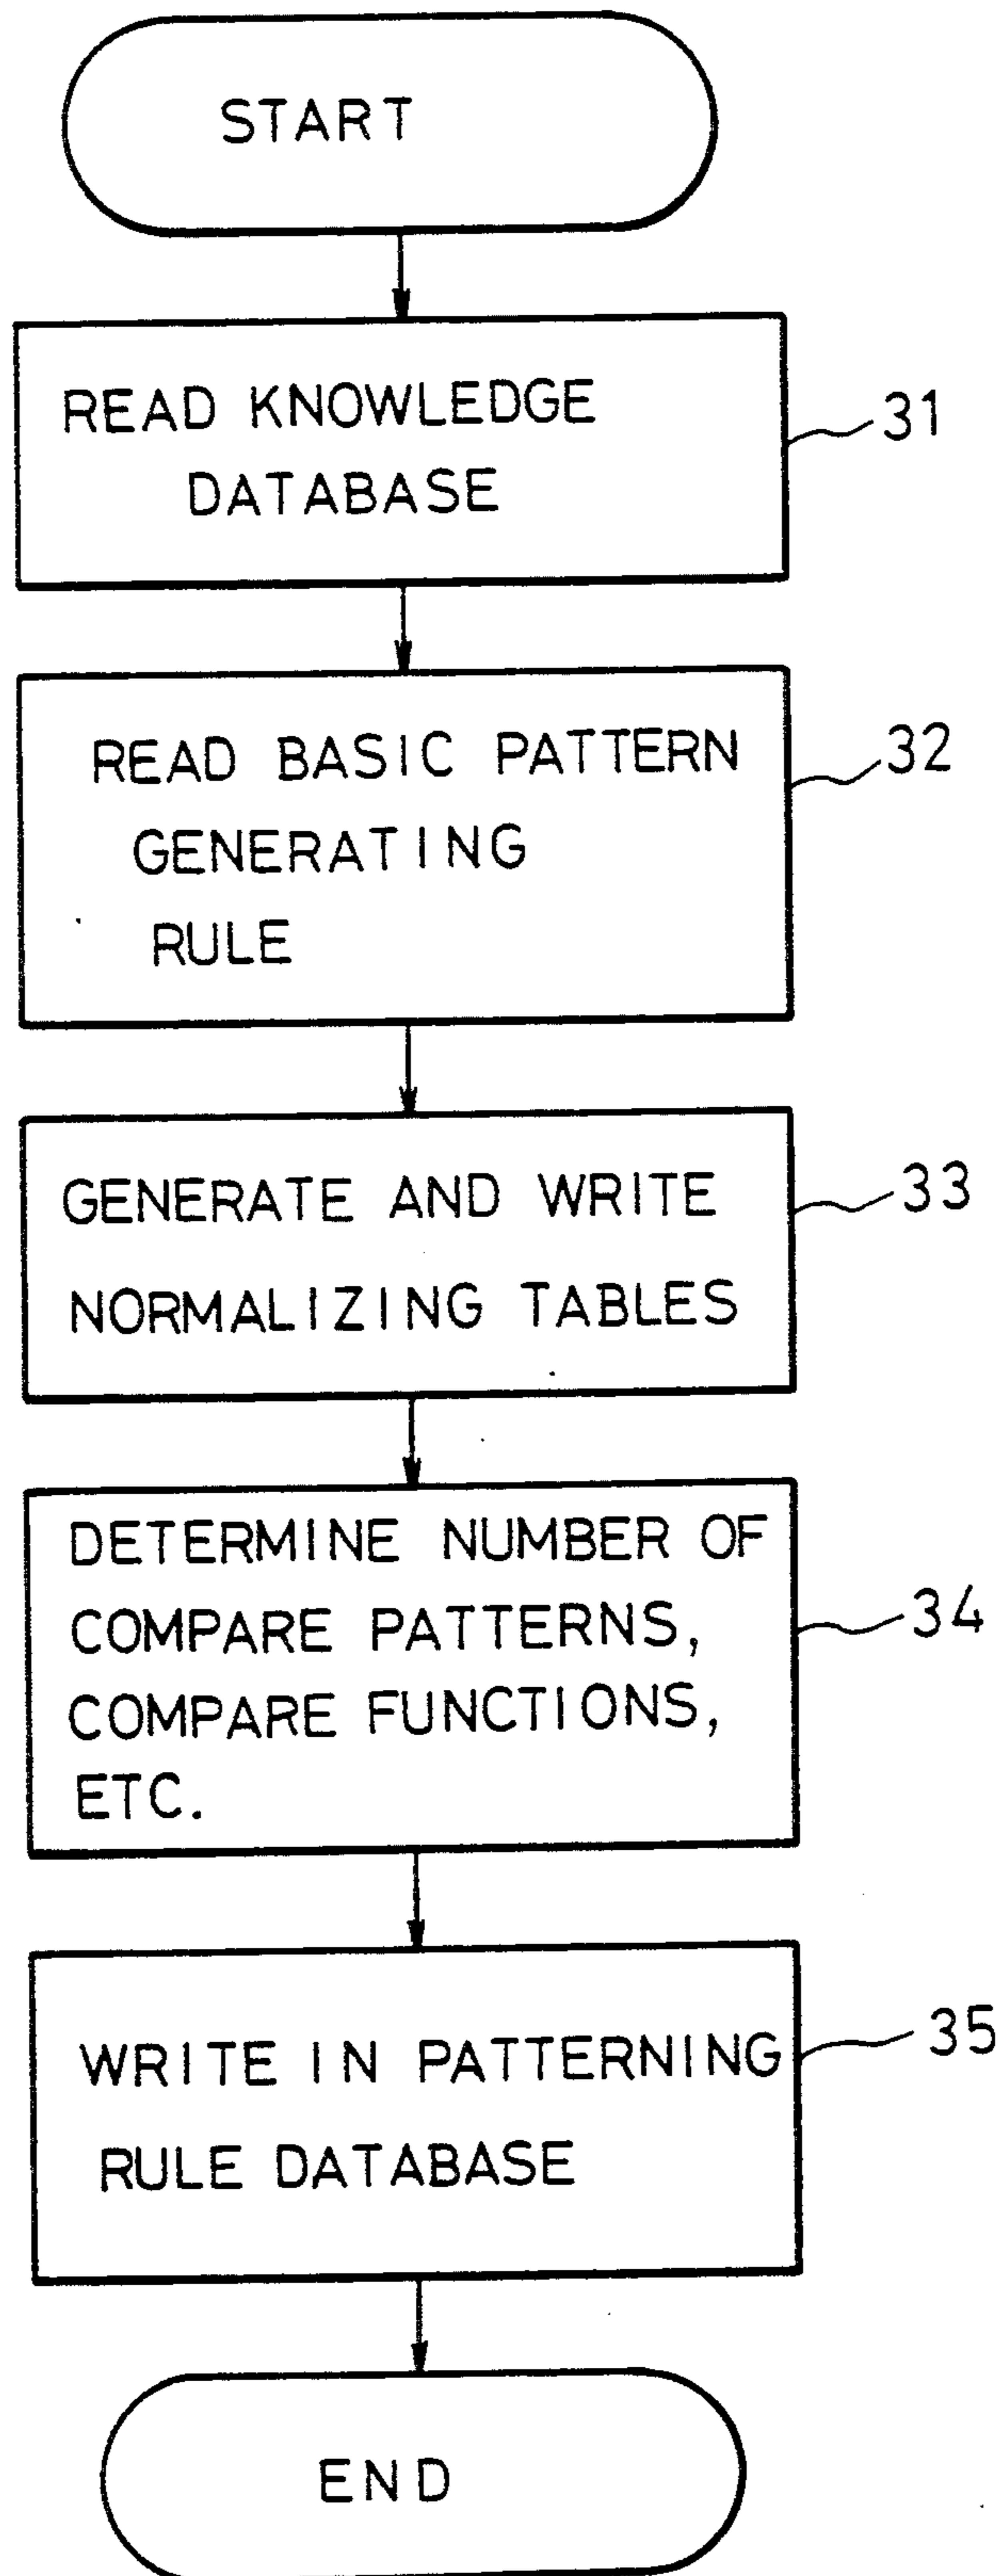 START
READ KNOWLEDGE
DATABASE
31
READ BASIC PATTERN
GENERATING
RULE
32
GENERATE AND WRITE
NORMALIZING TABLES
33
DETERMINE NUMBER OF
COMPARE PATTERNS,
COMPARE FUNCTIONS,
ETC.
34
WRITE IN PATTERNING
RULE DATABASE
35
END